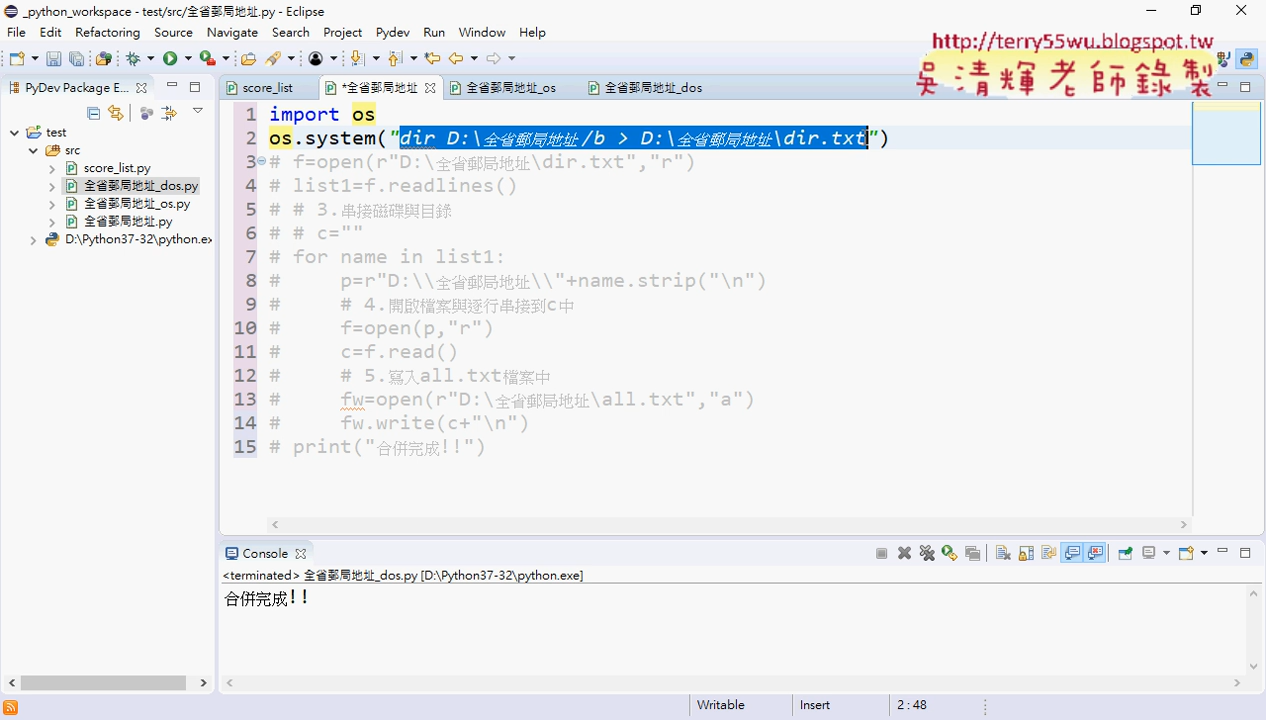 _python_workspace - test/src/全省郵局地址.py - Eclipse
File Edit Refactoring Source Navigate Search Project Pydev Run Window Help
http://terry55wu.blogspot.tw
吳清輝老師錄製
PyDev Package E...
score_list
*全省郵局地址
全省郵局地址_os
全省郵局地址_dos
test
src
score_list.py
全省郵局地址_dos.py
全省郵局地址_os.py
全省郵局地址.py
D:\Python37-32\python.ex
1 import os
2 os.system("dir D:\全省郵局地址/b > D:\全省郵局地址\dir.txt")
3 # f=open(r"D:\全省郵局地址\dir.txt","r")
4 # list1=f.readlines()
5 # # 3.串接磁碟與目錄
6 # # c=""
7 # for name in list1:
8 #     p=r"D:\\全省郵局地址\\"+name.strip("\n")
9 #     # 4.開啟檔案與逐行串接到c中
10 #     f=open(p,"r")
11 #     c=f.read()
12 #     # 5.寫入all.txt檔案中
13 #     fw=open(r"D:\全省郵局地址\all.txt","a")
14 #     fw.write(c+"\n")
15 # print("合併完成!!")
Console
<terminated> 全省郵局地址_dos.py [D:\Python37-32\python.exe]
合併完成!!
Writable Insert 2 : 48